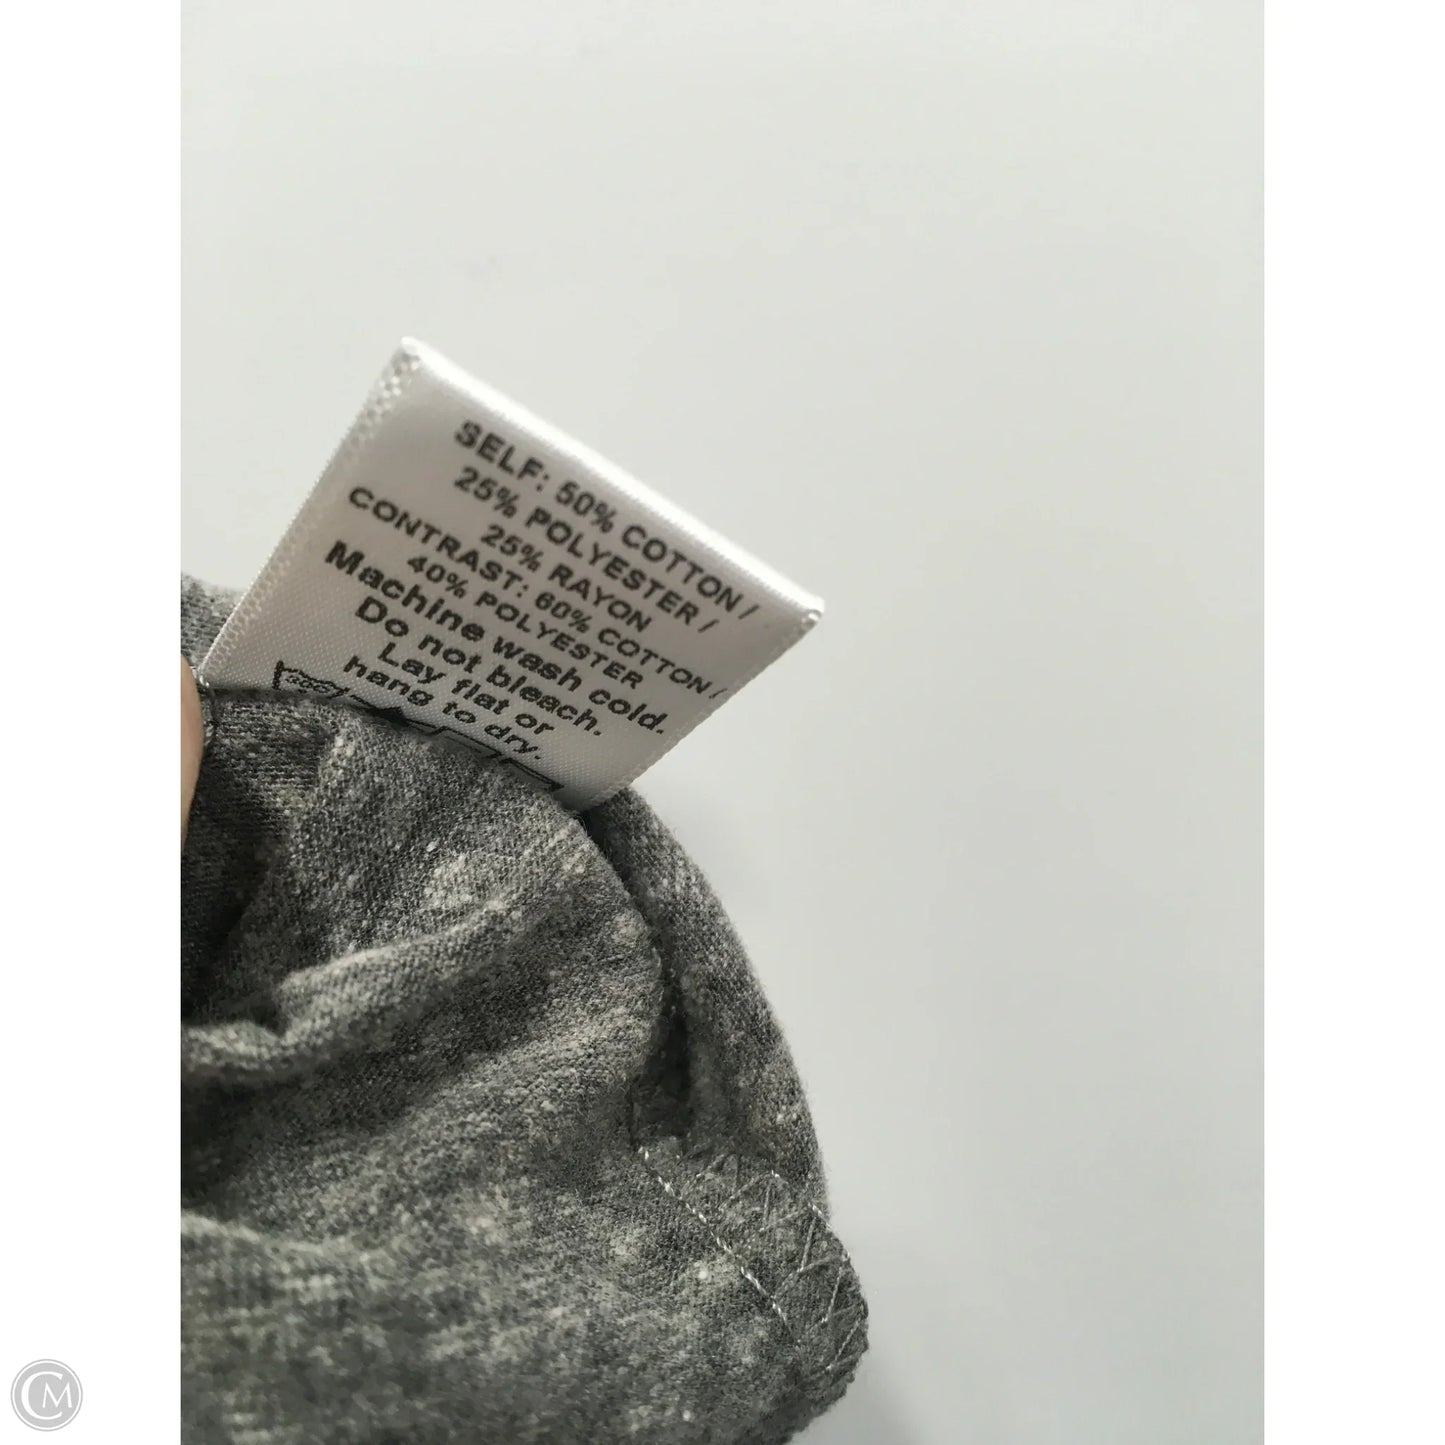 SELF: 50% COTTON /
25% POLYESTER /
25% RAYON
CONTRAST: 60% COTTON /
40% POLYESTER
Machine wash cold.
Do not bleach.
Lay flat or
hang to dry.
CM